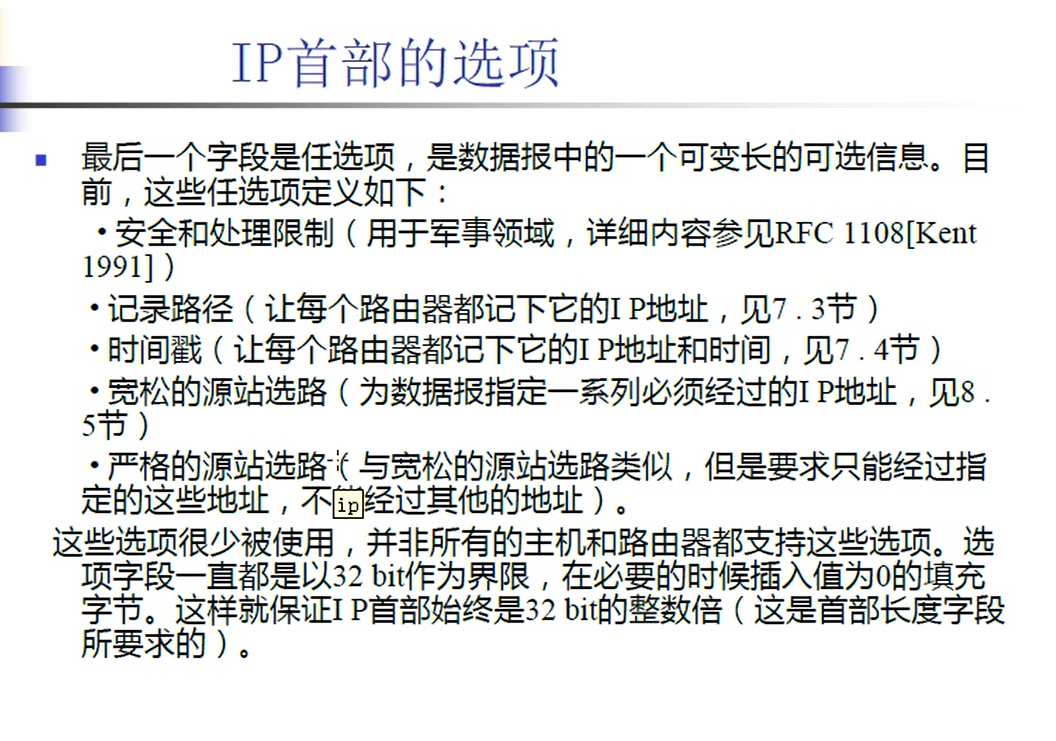 IP首部的选项
最后一个字段是任选项，是数据报中的一个可变长的可选信息。目
前，这些任选项定义如下：
• 安全和处理限制（用于军事领域，详细内容参见RFC 1108[Kent
1991]）
• 记录路径（让每个路由器都记下它的I P地址，见7 . 3节）
• 时间戳（让每个路由器都记下它的I P地址和时间，见7 . 4节）
• 宽松的源站选路（为数据报指定一系列必须经过的I P地址，见8 .
5节）
• 严格的源站选路（与宽松的源站选路类似，但是要求只能经过指
定的这些地址，不 ip 经过其他的地址）。
这些选项很少被使用，并非所有的主机和路由器都支持这些选项。选
项字段一直都是以32 bit作为界限，在必要的时候插入值为0的填充
字节。这样就保证I P首部始终是32 bit的整数倍（这是首部长度字段
所要求的）。